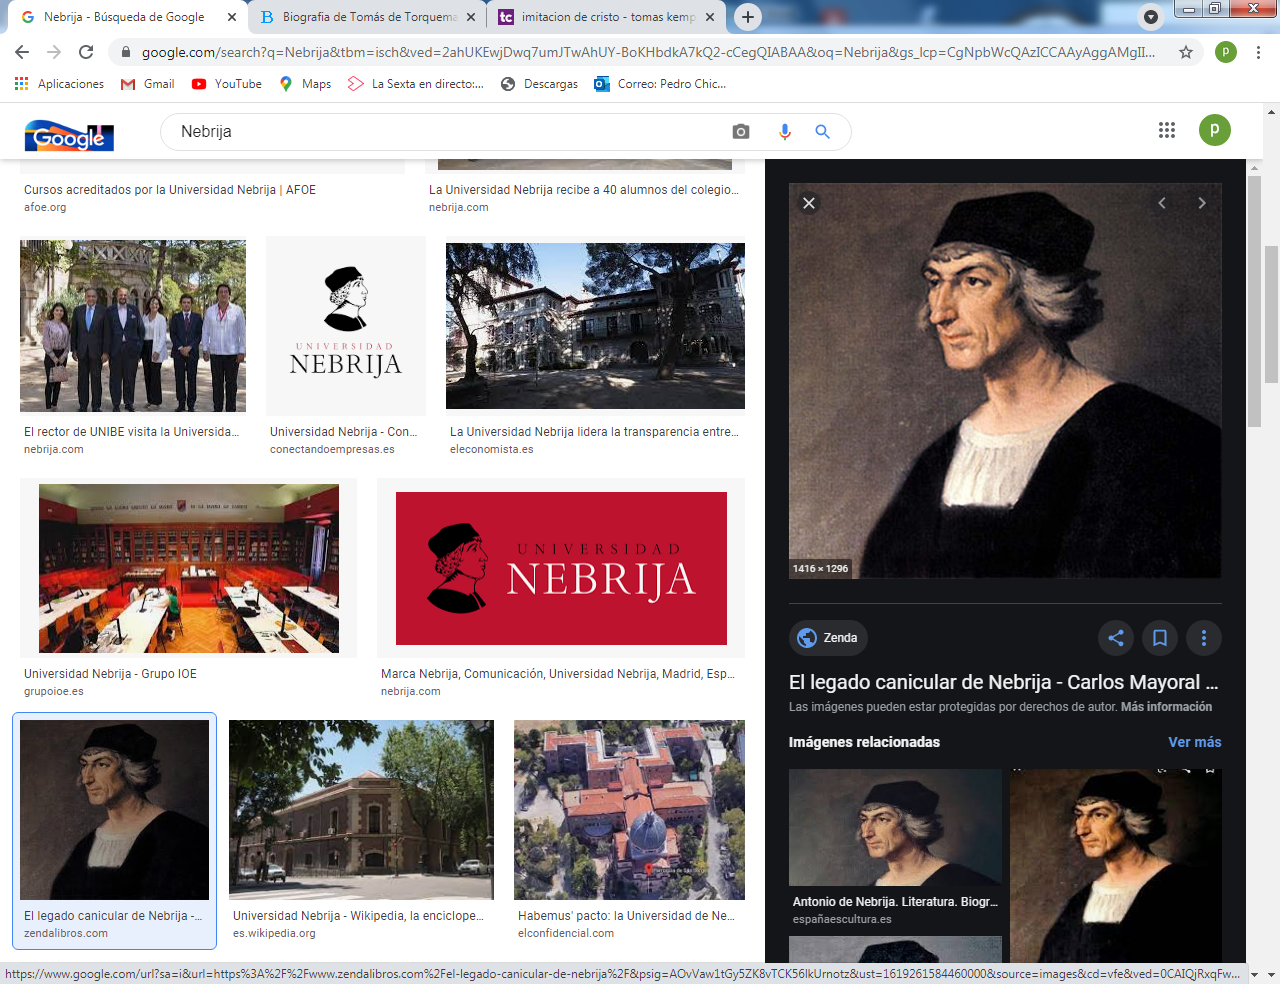 Nebrija - Búsqueda de Google
Biografia de Tomás de Torquema
imitacion de cristo - tomas kemp
google.com/search?q=Nebrija&tbm=isch&ved=2ahUKEwjDwq7umJTwAhUY-BoKHbdkA7kQ2-cCegQIABAA&oq=Nebrija&gs_lcp=CgNpbWcQAzICCAAyAggAMgII...
p
Aplicaciones
Gmail
YouTube
Maps
La Sexta en directo:...
Descargas
Correo: Pedro Chic...
Google
Nebrija
p
Cursos acreditados por la Universidad Nebrija | AFOE
afoe.org
La Universidad Nebrija recibe a 40 alumnos del colegio...
nebrija.com
UNIVERSIDAD
NEBRIJA
El rector de UNIBE visita la Universida...
nebrija.com
Universidad Nebrija - Con...
conectandoempresas.es
La Universidad Nebrija lidera la transparencia entre...
eleconomista.es
UNIVERSIDAD
NEBRIJA
Universidad Nebrija - Grupo IOE
grupoioe.es
Marca Nebrija, Comunicación, Universidad Nebrija, Madrid, Esp...
nebrija.com
El legado canicular de Nebrija -...
zendalibros.com
Universidad Nebrija - Wikipedia, la enciclope...
es.wikipedia.org
Habemus' pacto: la Universidad de Ne...
elconfidencial.com
1416 × 1296
Zenda
El legado canicular de Nebrija - Carlos Mayoral ...
Las imágenes pueden estar protegidas por derechos de autor. Más información
Imágenes relacionadas
Ver más
Antonio de Nebrija. Literatura. Biogr...
españaescultura.es
https://www.google.com/url?sa=i&url=https%3A%2F%2Fwww.zendalibros.com%2Fel-legado-canicular-de-nebrija%2F&psig=AOvVaw1tGy5ZK8vTCK56IkUrnotz&ust=1619261584460000&source=images&cd=vfe&ved=0CAIQjRxqFw...